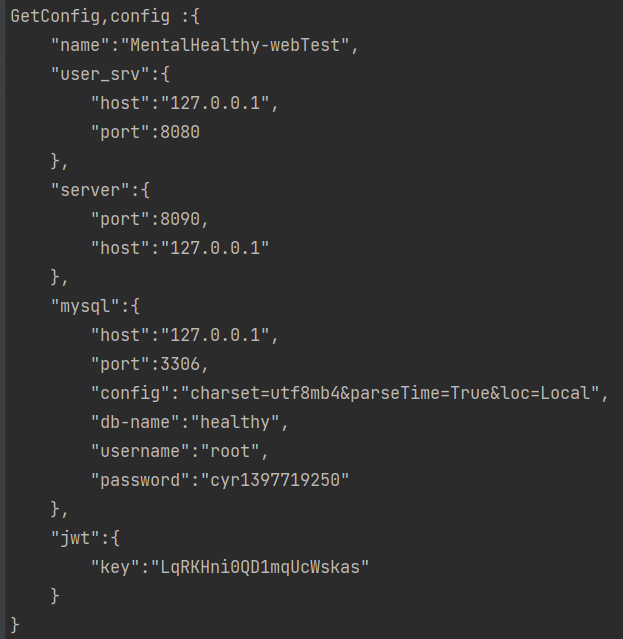 GetConfig,config :{
    "name":"MentalHealthy-webTest",
    "user_srv":{
        "host":"127.0.0.1",
        "port":8080
    },
    "server":{
        "port":8090,
        "host":"127.0.0.1"
    },
    "mysql":{
        "host":"127.0.0.1",
        "port":3306,
        "config":"charset=utf8mb4&parseTime=True&loc=Local",
        "db-name":"healthy",
        "username":"root",
        "password":"cyr1397719250"
    },
    "jwt":{
        "key":"LqRKHni0QD1mqUcWskas"
    }
}